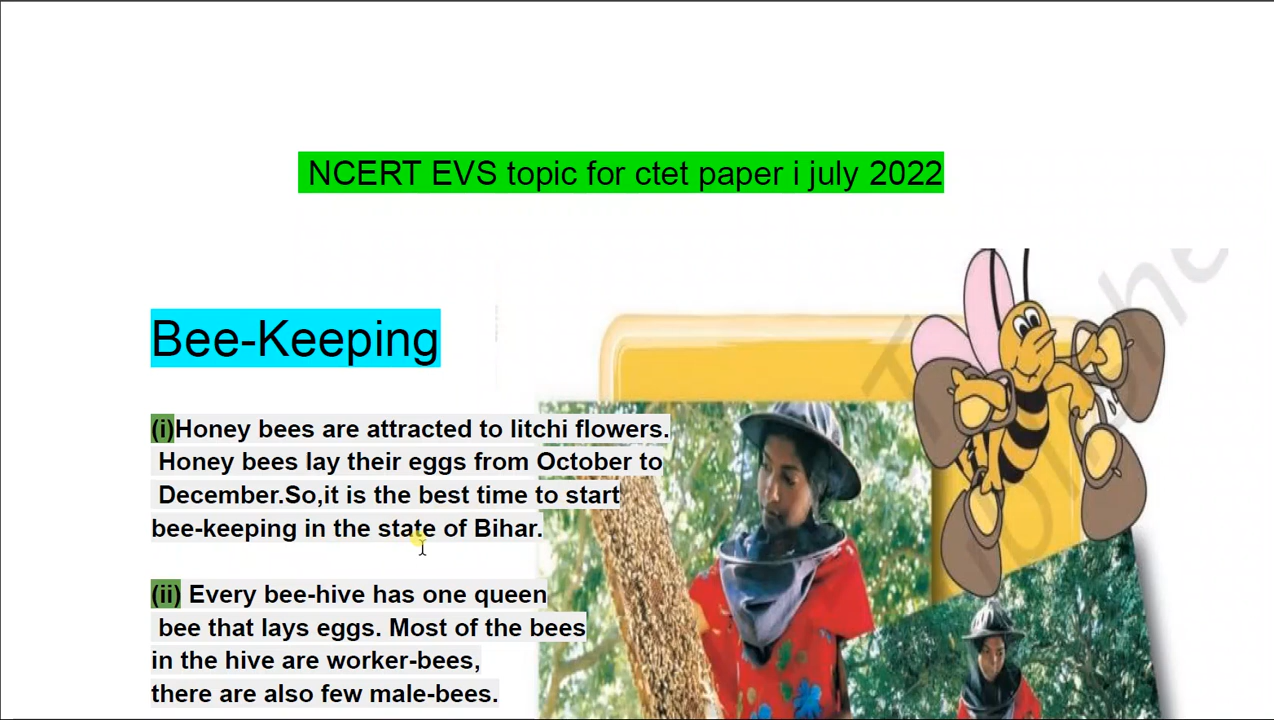 NCERT EVS topic for ctet paper i july 2022
Bee-Keeping
(i)Honey bees are attracted to litchi flowers.
Honey bees lay their eggs from October to
December.So,it is the best time to start
bee-keeping in the state of Bihar.
(ii) Every bee-hive has one queen
bee that lays eggs. Most of the bees
in the hive are worker-bees,
there are also few male-bees.